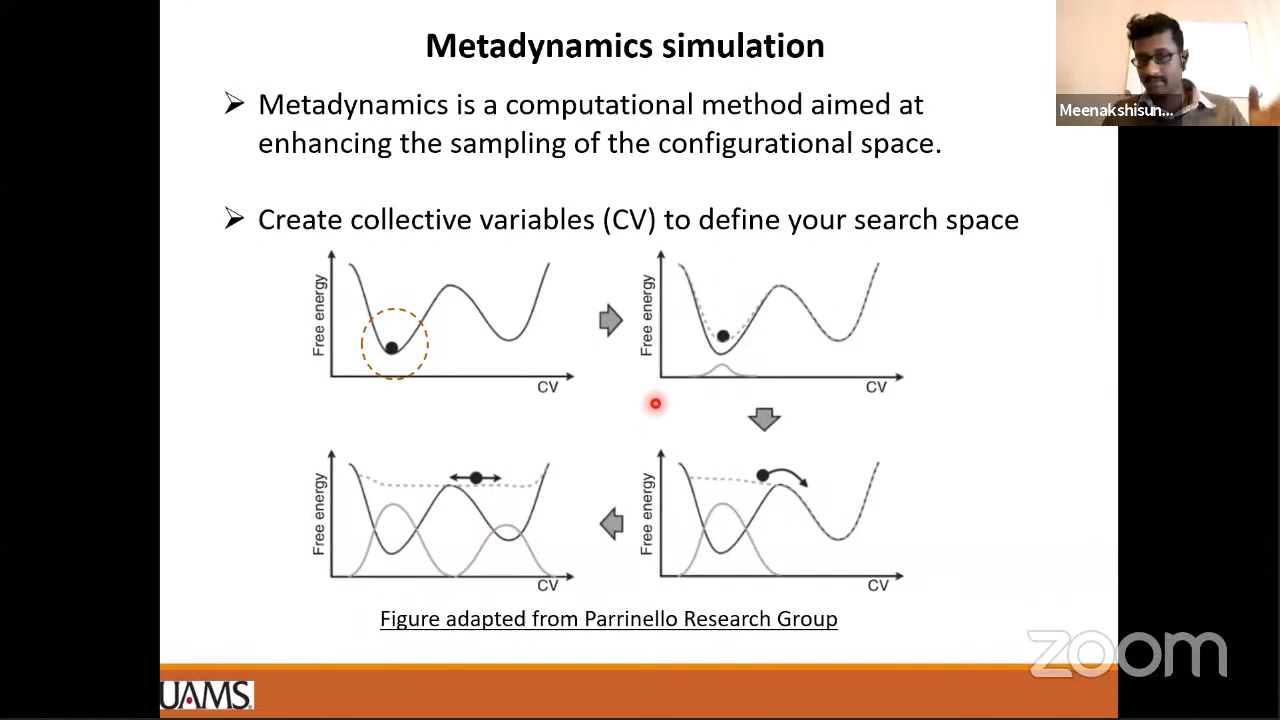 Metadynamics simulation
Meenakshisun...
➢ Metadynamics is a computational method aimed at
enhancing the sampling of the configurational space.
➢ Create collective variables (CV) to define your search space
Free energy
CV
Free energy
CV
Free energy
CV
Free energy
CV
Figure adapted from Parrinello Research Group
zoom
UAMS